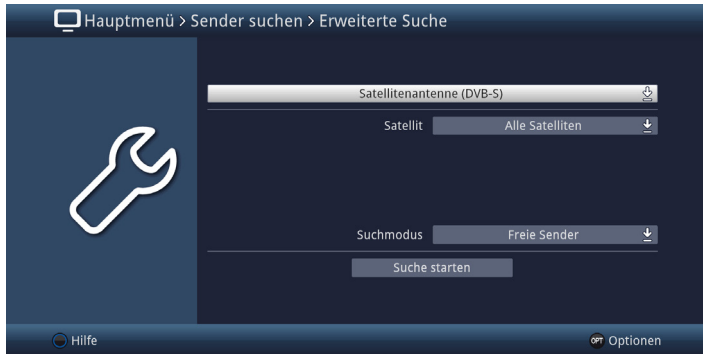 Hauptmenü > Sender suchen > Erweiterte Suche
Satellitenantenne (DVB-S)
Satellit Alle Satelliten
Suchmodus Freie Sender
Suche starten
Hilfe OPT Optionen